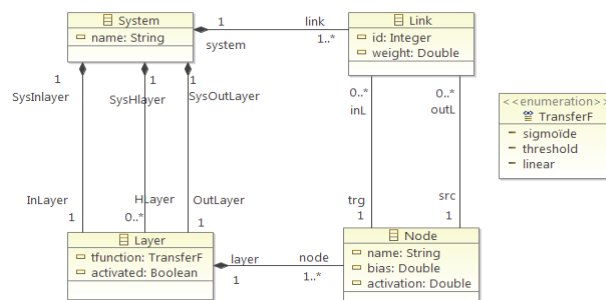 System
name: String
1
link
system
1..*
Link
id: Integer
weight: Double
1
1
1
SysInlayer
SysHlayer
SysOutLayer
0..*
inL
0..*
outL
<<enumeration>>
TransferF
sigmoïde
threshold
linear
InLayer
HLayer
OutLayer
1
0..*
1
trg
src
1
1
Layer
tfunction: TransferF
activated: Boolean
layer
node
1
1..*
Node
name: String
bias: Double
activation: Double